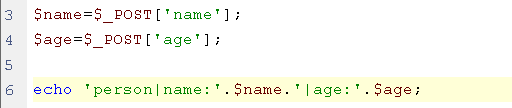 3 $name=$_POST['name'];
4 $age=$_POST['age'];
5
6 echo 'person|name:'.$name.'|age:'.$age;